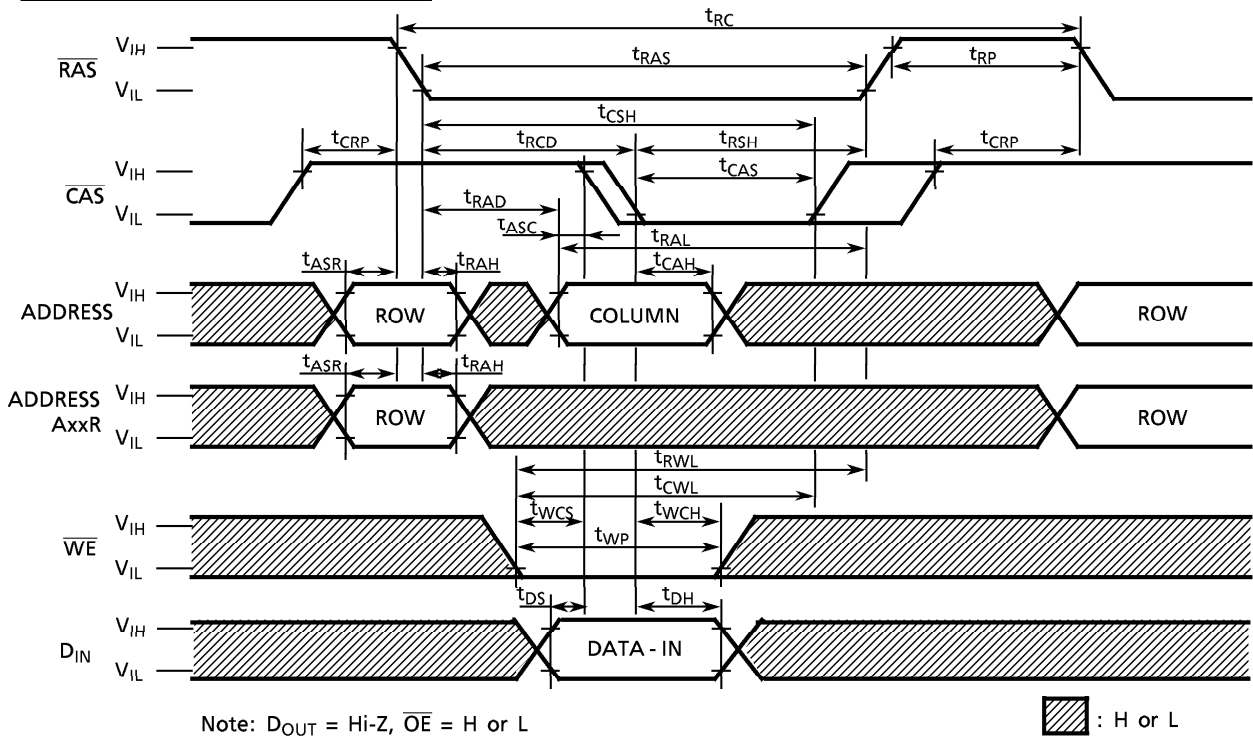 tRC
VIH
RAS
VIL
tRAS
tRP
tCSH
tCRP
tRCD
tRSH
tCRP
VIH
CAS
VIL
tCAS
tRAD
tASC
tRAL
tASR
tRAH
tCAH
ADDRESS
VIH
VIL
ROW
COLUMN
ROW
tASR
tRAH
ADDRESS
AxxR
VIH
VIL
ROW
ROW
tRWL
tCWL
tWCS
tWCH
VIH
WE
VIL
tWP
tDS
tDH
VIH
DIN
VIL
DATA - IN
Note: DOUT = Hi-Z, OE = H or L
: H or L